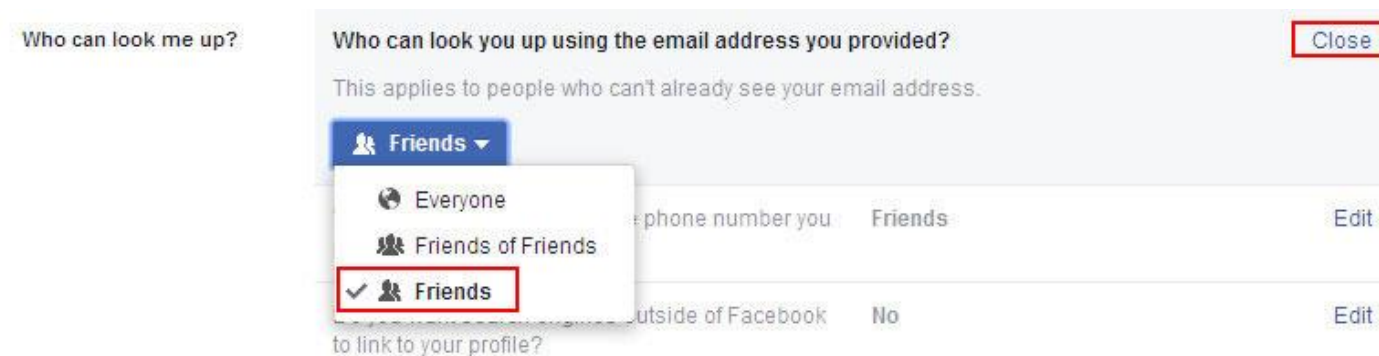 Who can look me up?
Who can look you up using the email address you provided?
Close
This applies to people who can't already see your email address.
Friends
Everyone
Friends of Friends
Friends
phone number you
Friends
Edit
outside of Facebook
to link to your profile?
No
Edit